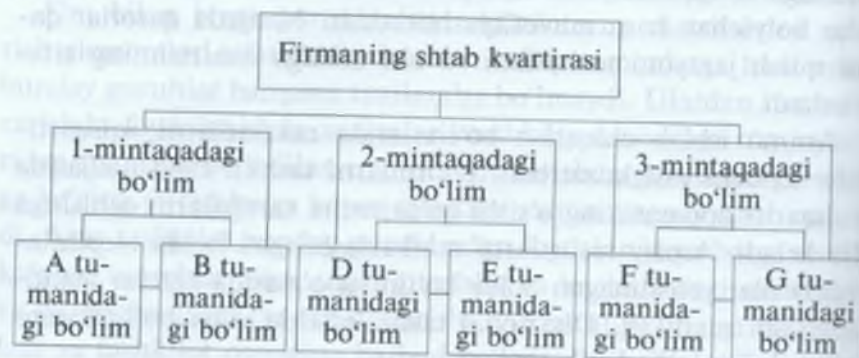 Firmaning shtab kvartirasi
1-mintaqadagi
bo‘lim
2-mintaqadagi
bo‘lim
3-mintaqadagi
bo‘lim
A tu-
manida-
gi bo‘lim
B tu-
manida-
gi bo‘lim
D tu-
manidagi
bo‘lim
E tu-
manida-
gi bo‘lim
F tu-
manida-
gi bo‘lim
G tu-
manidagi
bo‘lim